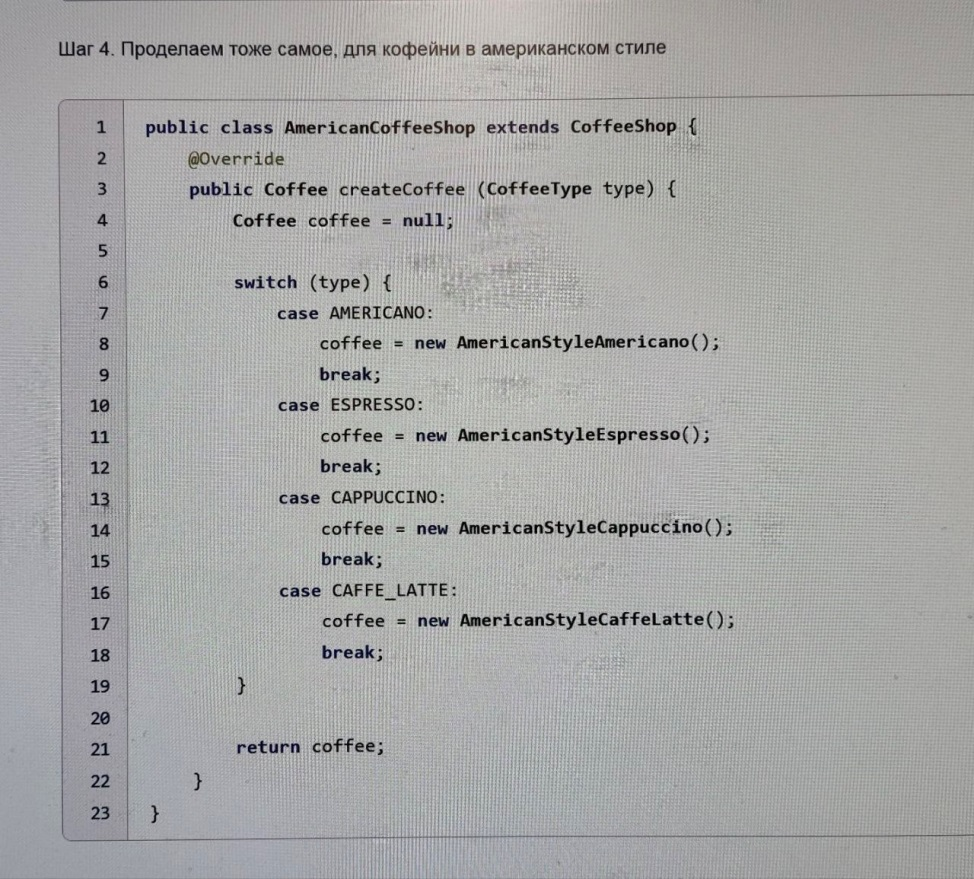 Шаг 4. Проделаем тоже самое, для кофейни в американском стиле
1 public class AmericanCoffeeShop extends CoffeeShop {
2 @Override
3 public Coffee createCoffee (CoffeeType type) {
4 Coffee coffee = null;
5
6 switch (type) {
7 case AMERICANO:
8 coffee = new AmericanStyleAmericano();
9 break;
10 case ESPRESSO:
11 coffee = new AmericanStyleEspresso();
12 break;
13 case CAPPUCCINO:
14 coffee = new AmericanStyleCappuccino();
15 break;
16 case CAFFE_LATTE:
17 coffee = new AmericanStyleCaffeLatte();
18 break;
19 }
20
21 return coffee;
22 }
23 }